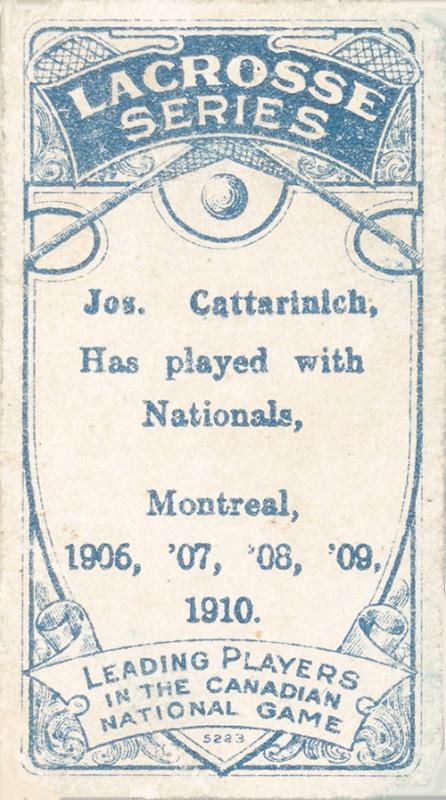 LACROSSE
SERIES
Jos. Cattarinich,
Has played with
Nationals,
Montreal,
1906, '07, '08, '09,
1910.
LEADING PLAYERS
IN THE CANADIAN
NATIONAL GAME
5223